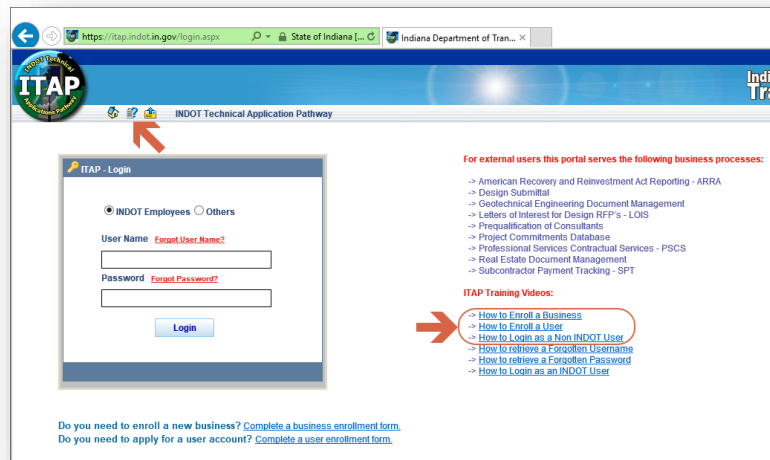 https://itap.indot.in.gov/login.aspx
State of Indiana [...
Indiana Department of Tran...
INDOT Technical
ITAP
Applications Pathway
INDOT Technical Application Pathway
Indi
Tra
ITAP - Login
INDOT Employees Others
User Name Forgot User Name?
Password Forgot Password?
Login
For external users this portal serves the following business processes:
-> American Recovery and Reinvestment Act Reporting - ARRA
-> Design Submittal
-> Geotechnical Engineering Document Management
-> Letters of Interest for Design RFP's - LOIS
-> Prequalification of Consultants
-> Project Commitments Database
-> Professional Services Contractual Services - PSCS
-> Real Estate Document Management
-> Subcontractor Payment Tracking - SPT
ITAP Training Videos:
-> How to Enroll a Business
-> How to Enroll a User
-> How to Login as a Non INDOT User
-> How to retrieve a Forgotten Username
-> How to retrieve a Forgotten Password
-> How to Login as an INDOT User
Do you need to enroll a new business? Complete a business enrollment form.
Do you need to apply for a user account? Complete a user enrollment form.